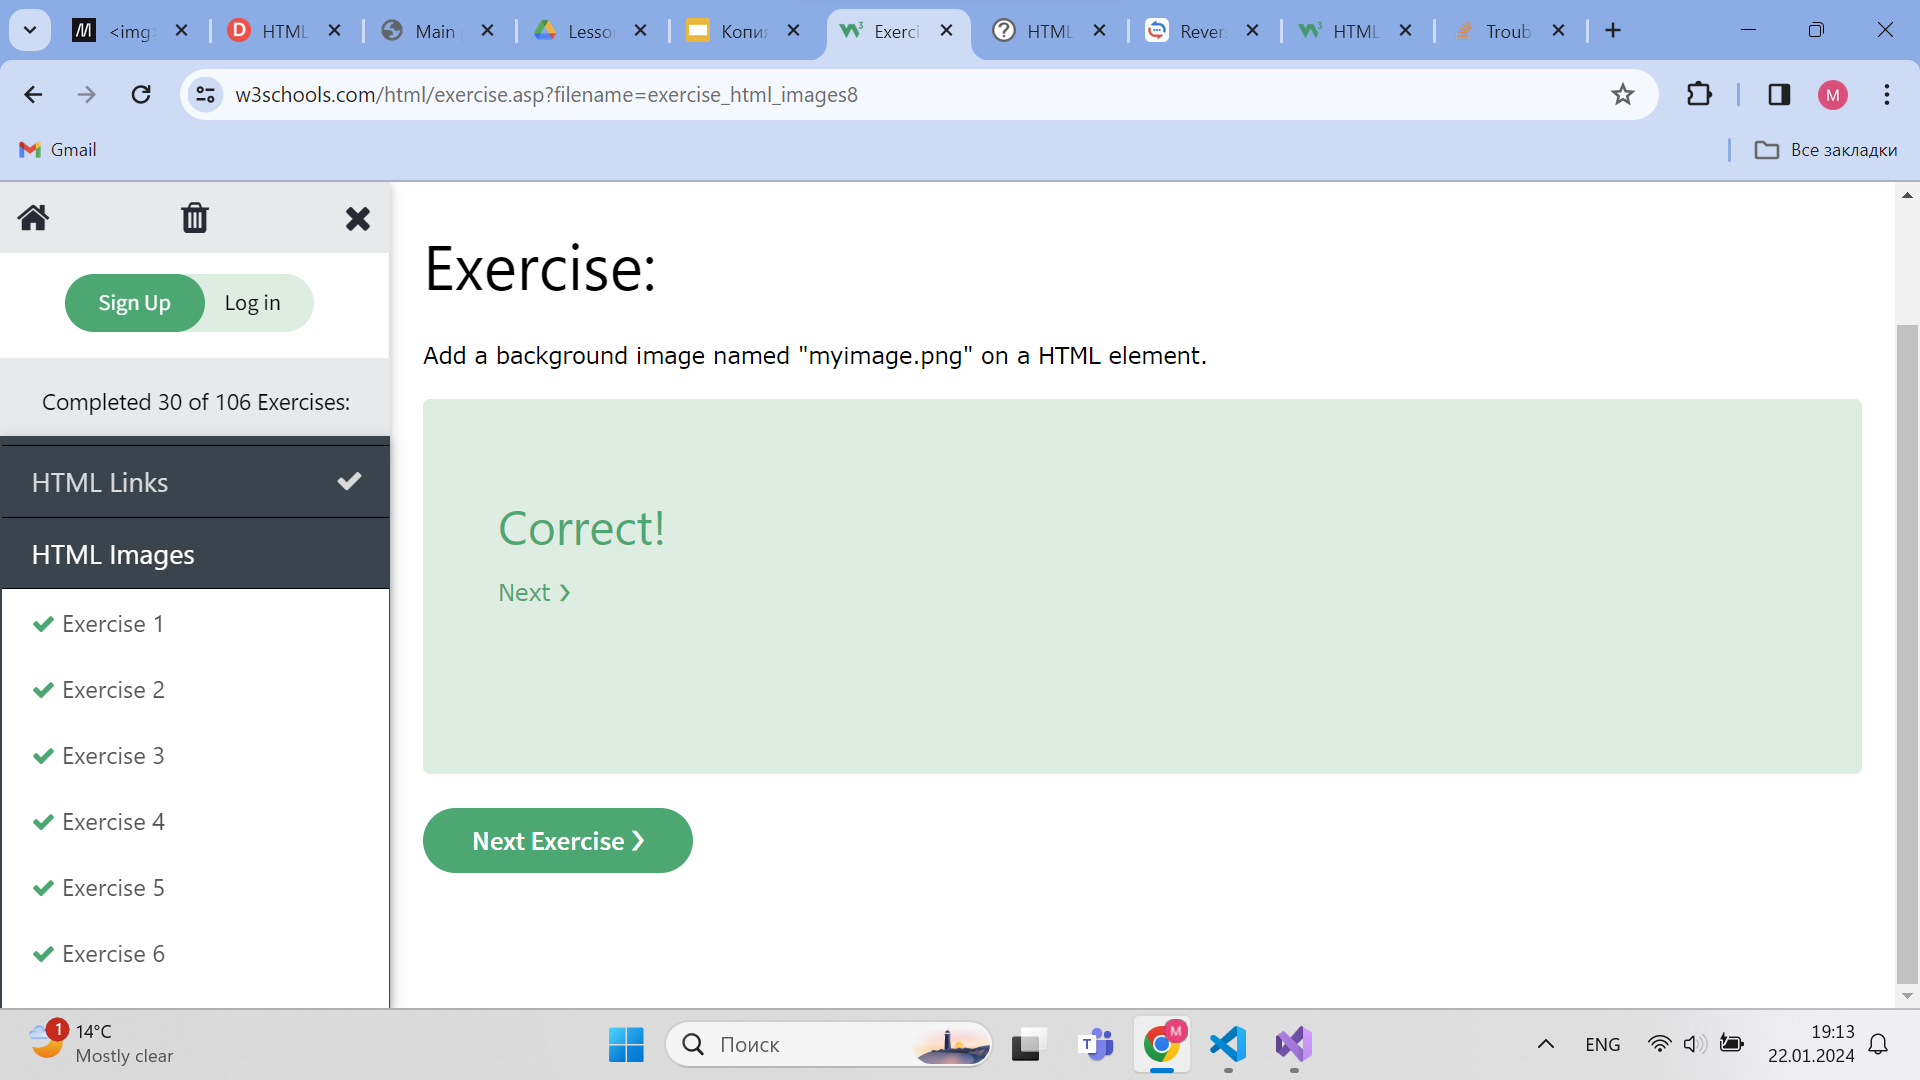 <img>
HTML
Main
Lesso
Копи
Exerci
HTML
Rever
HTML
Troub
w3schools.com/html/exercise.asp?filename=exercise_html_images8
M
Gmail
Все закладки
Sign Up
Log in
Completed 30 of 106 Exercises:
HTML Links
HTML Images
Exercise 1
Exercise 2
Exercise 3
Exercise 4
Exercise 5
Exercise 6
Exercise:
Add a background image named "myimage.png" on a HTML element.
Correct!
Next ❯
Next Exercise ❯
1
14°C
Mostly clear
Поиск
T
M
ENG
19:13
22.01.2024